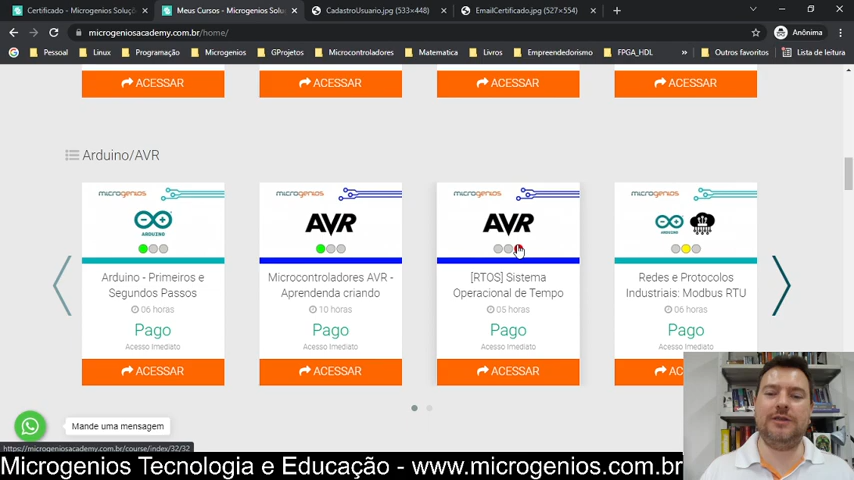 Certificado - Microgenios Soluçõ
Meus Cursos - Microgenios Solu
CadastroUsuario.jpg (533×448)
EmailCertificado.jpg (527×554)
microgeniosacademy.com.br/home/
Anônima
Pessoal
Linux
Programação
Microgenios
GProjetos
Microcontroladores
Matematica
Livros
Empreendedorismo
FPGA_HDL
»
Outros favoritos
Lista de leitura
ACESSAR
ACESSAR
ACESSAR
ACESSAR
Arduino/AVR
microgenios
microgenios
microgenios
microgenios
ARDUINO
AVR
AVR
ARDUINO
Arduino - Primeiros e
Segundos Passos
06 horas
Pago
Acesso Imediato
ACESSAR
Microcontroladores AVR -
Aprendenda criando
10 horas
Pago
Acesso Imediato
ACESSAR
[RTOS] Sistema
Operacional de Tempo
05 horas
Pago
Acesso Imediato
ACESSAR
Redes e Protocolos
Industriais: Modbus RTU
06 horas
Pago
Acesso Imediato
ACES
Mande uma mensagem
https://microgeniosacademy.com.br/course/index/32/32
Microgenios Tecnologia e Educação - www.microgenios.com.br